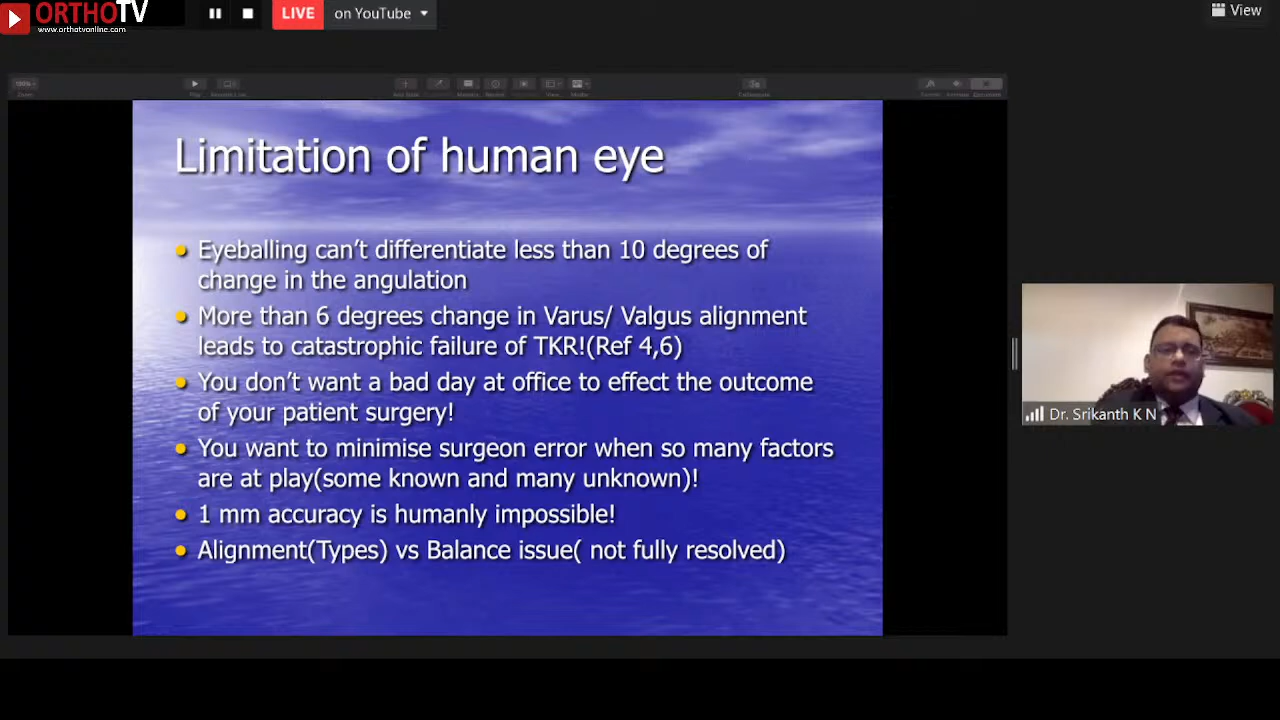 ORTHOTV
www.orthotvonline.com
LIVE
on YouTube
View
Limitation of human eye
Eyeballing can't differentiate less than 10 degrees of
change in the angulation
More than 6 degrees change in Varus/ Valgus alignment
leads to catastrophic failure of TKR!(Ref 4,6)
You don't want a bad day at office to effect the outcome
of your patient surgery!
You want to minimise surgeon error when so many factors
are at play(some known and many unknown)!
1 mm accuracy is humanly impossible!
Alignment(Types) vs Balance issue( not fully resolved)
Dr. Srikanth K N